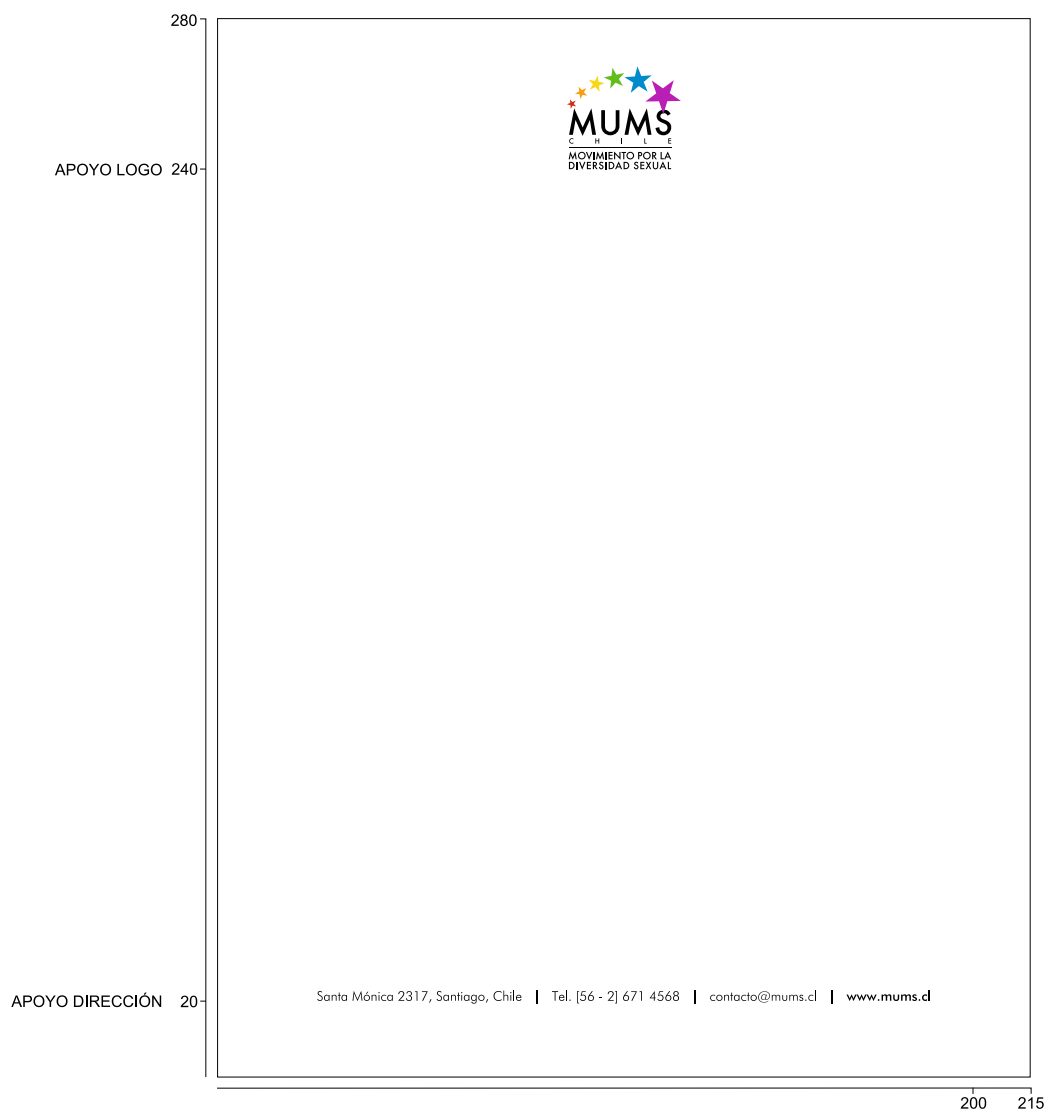 280
MUMS
CHILE
MOVIMIENTO POR LA
DIVERSIDAD SEXUAL
APOYO LOGO 240
APOYO DIRECCIÓN 20
Santa Mónica 2317, Santiago, Chile | Tel. [56 - 2] 671 4568 | contacto@mums.cl | www.mums.cl
200 215